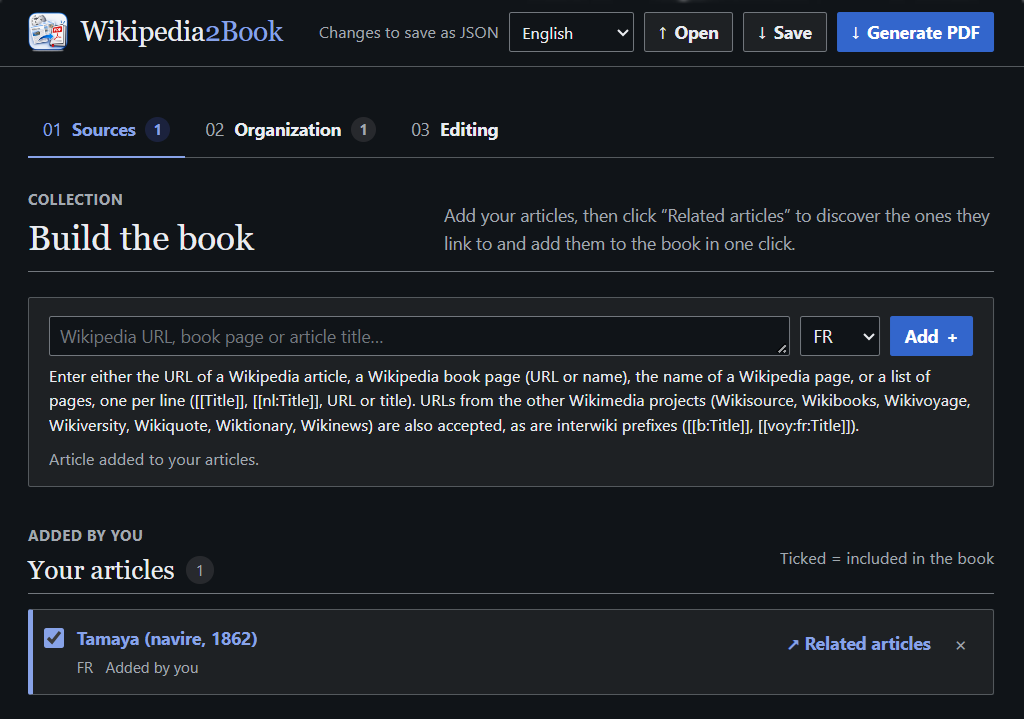 Wikipedia2Book
Changes to save as JSON
English
↑ Open
↓ Save
↓ Generate PDF
01 Sources 1
02 Organization 1
03 Editing
COLLECTION
Build the book
Add your articles, then click “Related articles” to discover the ones they
link to and add them to the book in one click.
Wikipedia URL, book page or article title...
FR
Add +
Enter either the URL of a Wikipedia article, a Wikipedia book page (URL or name), the name of a Wikipedia page, or a list of
pages, one per line ([[Title]], [[nl:Title]], URL or title). URLs from the other Wikimedia projects (Wikisource, Wikibooks, Wikivoyage,
Wikiversity, Wikiquote, Wiktionary, Wikinews) are also accepted, as are interwiki prefixes ([[b:Title]], [[voy:fr:Title]]).
Article added to your articles.
ADDED BY YOU
Your articles 1
Ticked = included in the book
Tamaya (navire, 1862)
FR Added by you
↗ Related articles ×